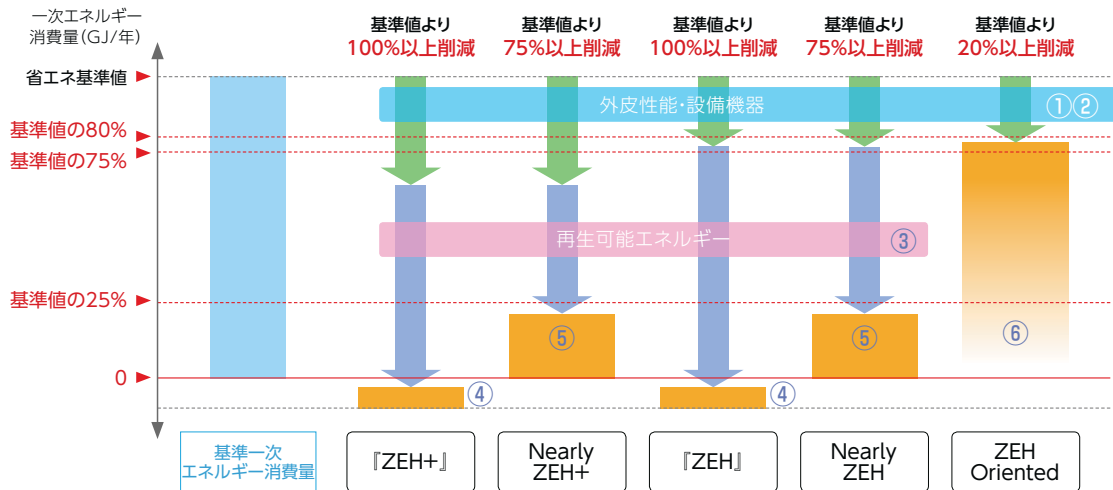 一次エネルギー
消費量(GJ/年)
基準値より
100%以上削減
基準値より
75%以上削減
基準値より
100%以上削減
基準値より
75%以上削減
基準値より
20%以上削減
省エネ基準値
外皮性能・設備機器
①②
基準値の80%
基準値の75%
再生可能エネルギー
③
基準値の25%
⑤
⑤
⑥
0
④
④
基準一次
エネルギー消費量
『ZEH+』
Nearly
ZEH+
『ZEH』
Nearly
ZEH
ZEH
Oriented